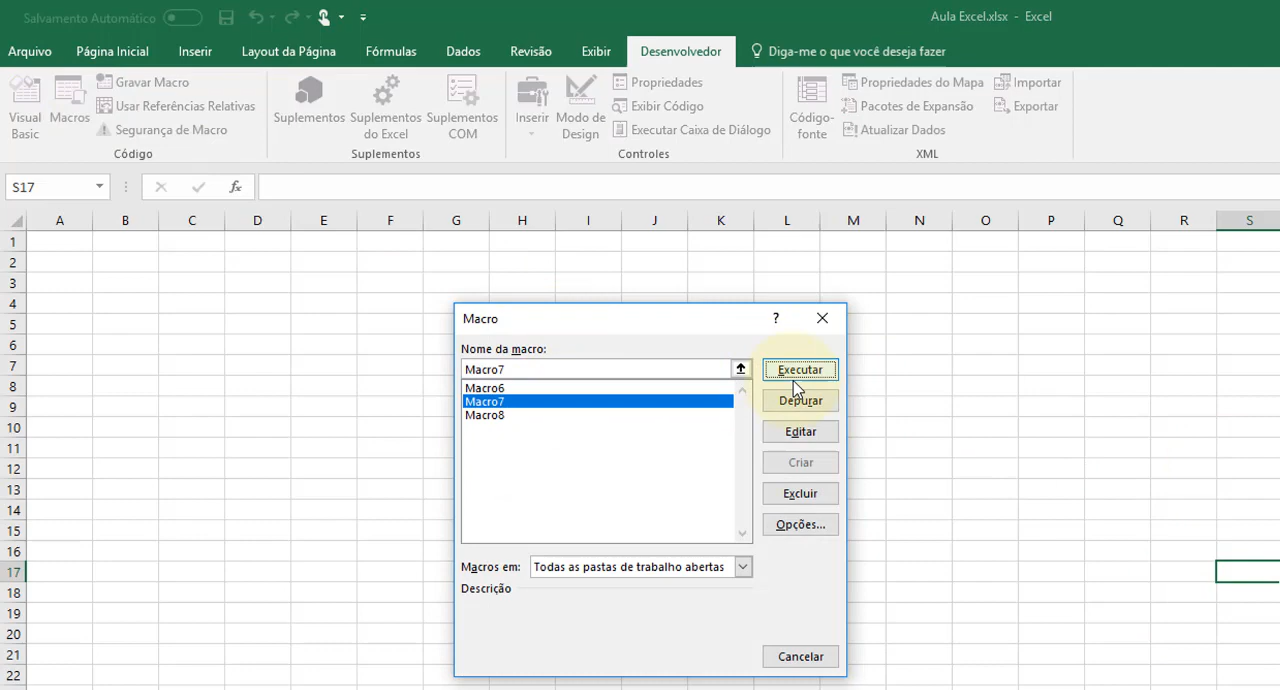 Salvamento Automático
Aula Excel.xlsx - Excel
Arquivo Página Inicial Inserir Layout da Página Fórmulas Dados Revisão Exibir Desenvolvedor Diga-me o que você deseja fazer
Visual Basic
Macros
Gravar Macro
Usar Referências Relativas
Segurança de Macro
Código
Suplementos
Suplementos do Excel
Suplementos COM
Suplementos
Inserir
Modo de Design
Propriedades
Exibir Código
Executar Caixa de Diálogo
Controles
Código-fonte
Propriedades do Mapa
Pacotes de Expansão
Atualizar Dados
Importar
Exportar
XML
S17
fx
A B C D E F G H I J K L M N O P Q R S
1
2
3
4
5
6
7
8
9
10
11
12
13
14
15
16
17
18
19
20
21
22
Macro ?
Nome da macro:
Macro7
Macro6
Macro7
Macro8
Executar
Depurar
Editar
Criar
Excluir
Opções...
Macros em: Todas as pastas de trabalho abertas
Descrição
Cancelar